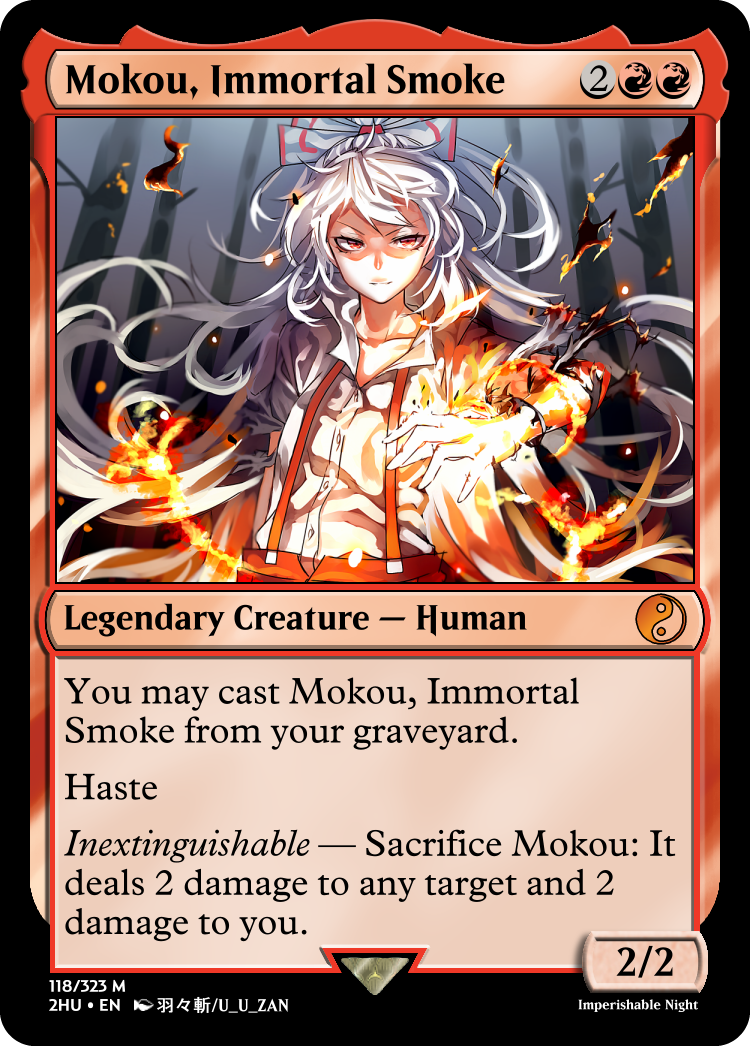 Mokou, Immortal Smoke 2
Legendary Creature — Human
You may cast Mokou, Immortal
Smoke from your graveyard.
Haste
Inextinguishable — Sacrifice Mokou: It
deals 2 damage to any target and 2
damage to you.
2/2
118/323 M
2HU • EN 羽々斬/U_U_ZAN
Imperishable Night